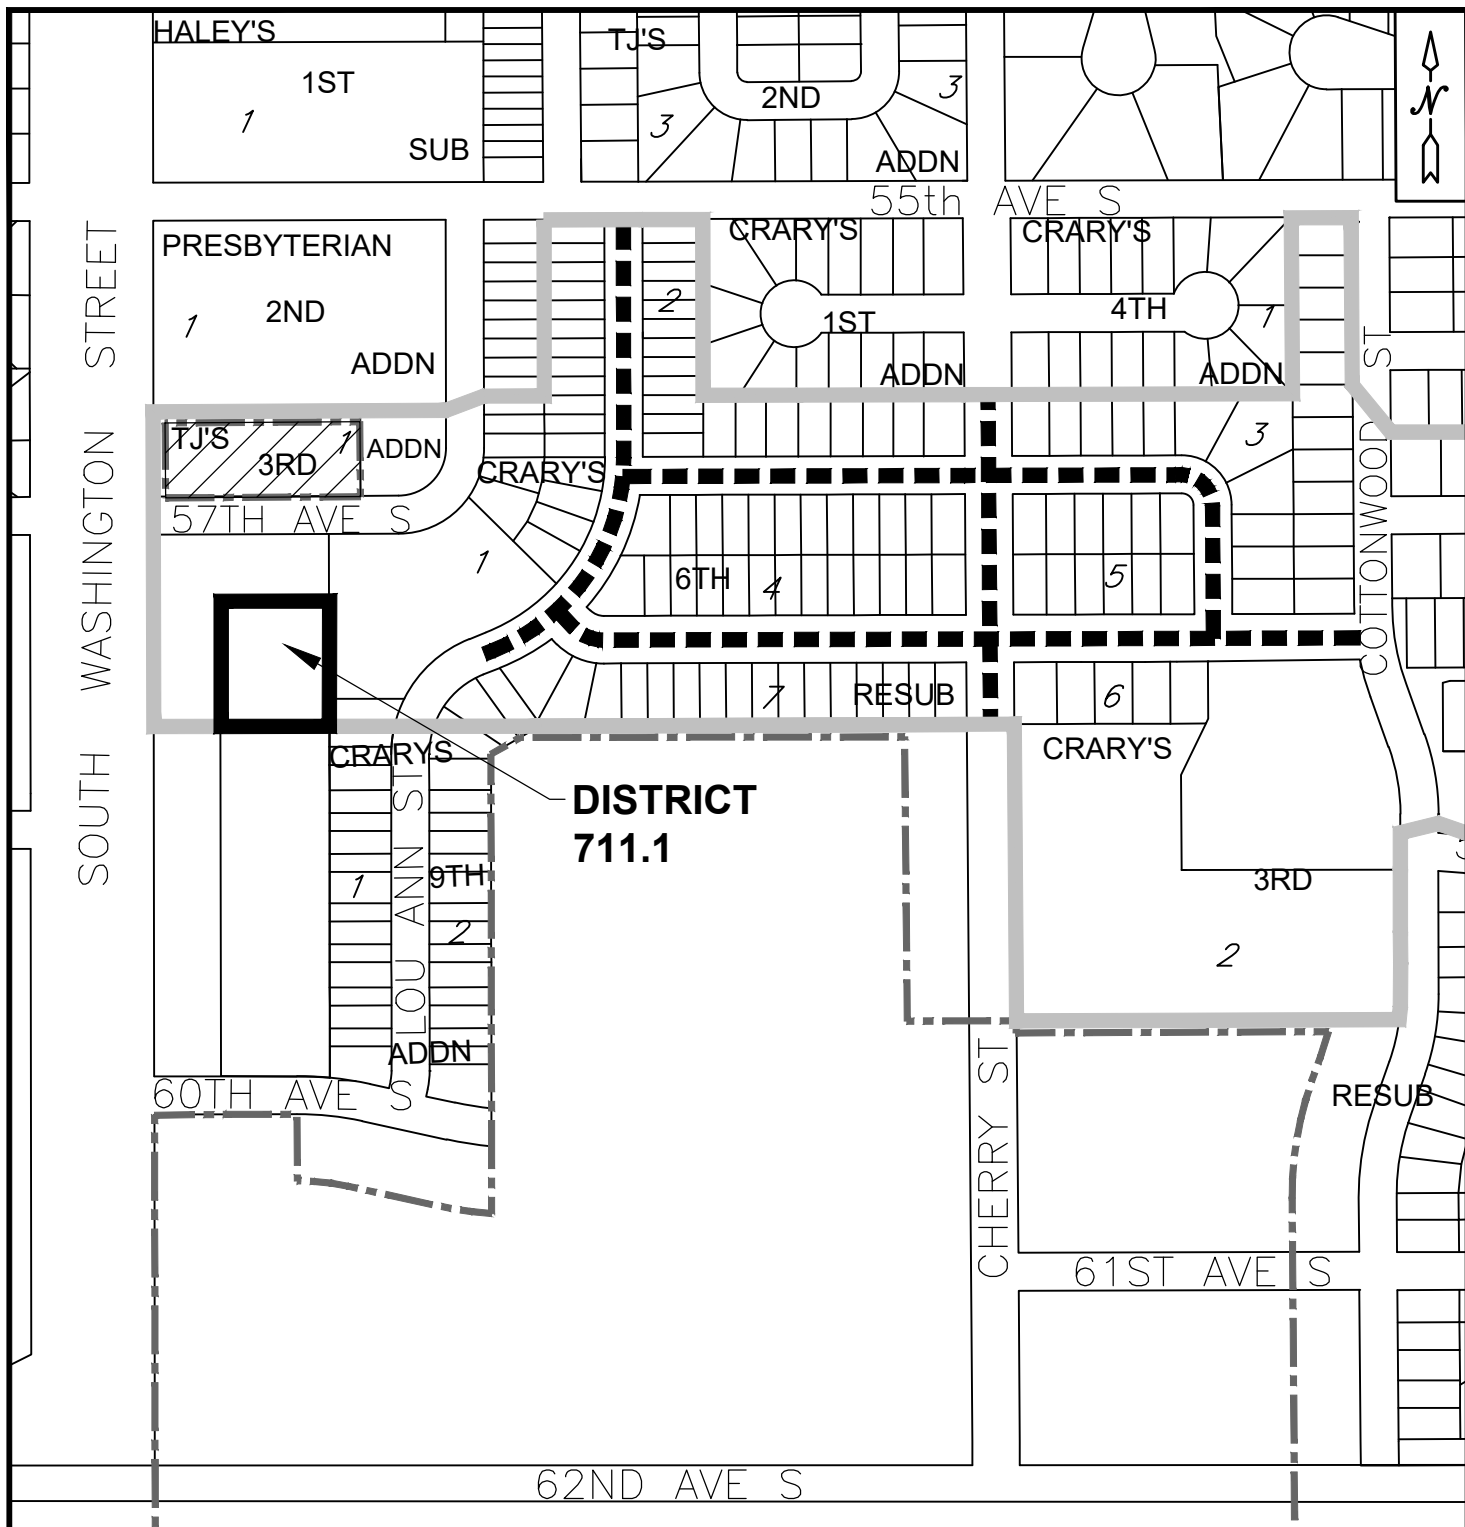 HALEY'S
1ST
1
SUB
TJ'S
2ND
3
3
ADDN
N
55th AVE S
PRESBYTERIAN
2ND
1
ADDN
2
CRARY'S
1ST
ADDN
CRARY'S
4TH
1
ADDN
TJ'S
3RD
1
ADDN
57TH AVE S
SOUTH WASHINGTON STREET
CRARY'S
1
6TH
4
5
3
7
RESUB
6
COTTONWOOD ST
CRARY'S
DISTRICT
711.1
CRARY'S
1
9TH
2
LOU ANN ST
ADDN
60TH AVE S
3RD
2
RESUB
CHERRY ST
61ST AVE S
62ND AVE S